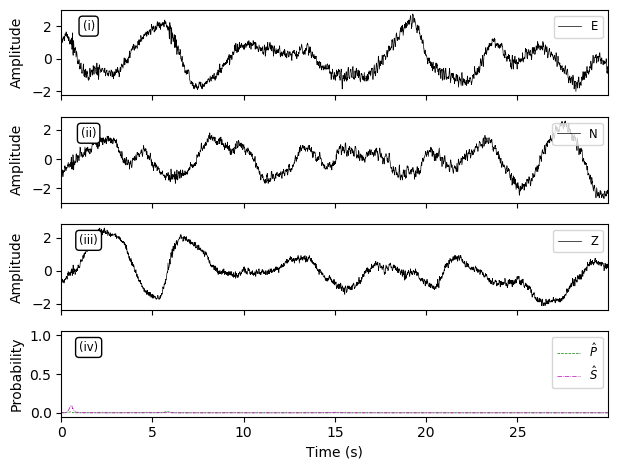 2
0
−2
Amplitude
(i)
E
2
0
−2
Amplitude
(ii)
N
2
0
−2
Amplitude
(iii)
Z
1.0
0.5
0.0
Probability
(iv)
P̂
Ŝ
0 5 10 15 20 25
Time (s)